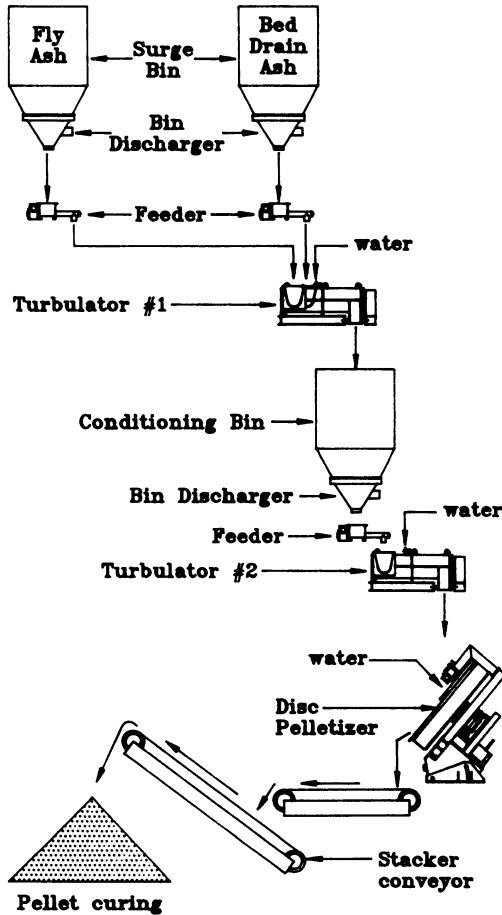 Fly
Ash
Surge
Bin
Bed
Drain
Ash
Bin
Discharger
Feeder
water
Turbulator #1
Conditioning Bin
Bin Discharger
water
Feeder
Turbulator #2
water
Disc
Pelletizer
Stacker
conveyor
Pellet curing